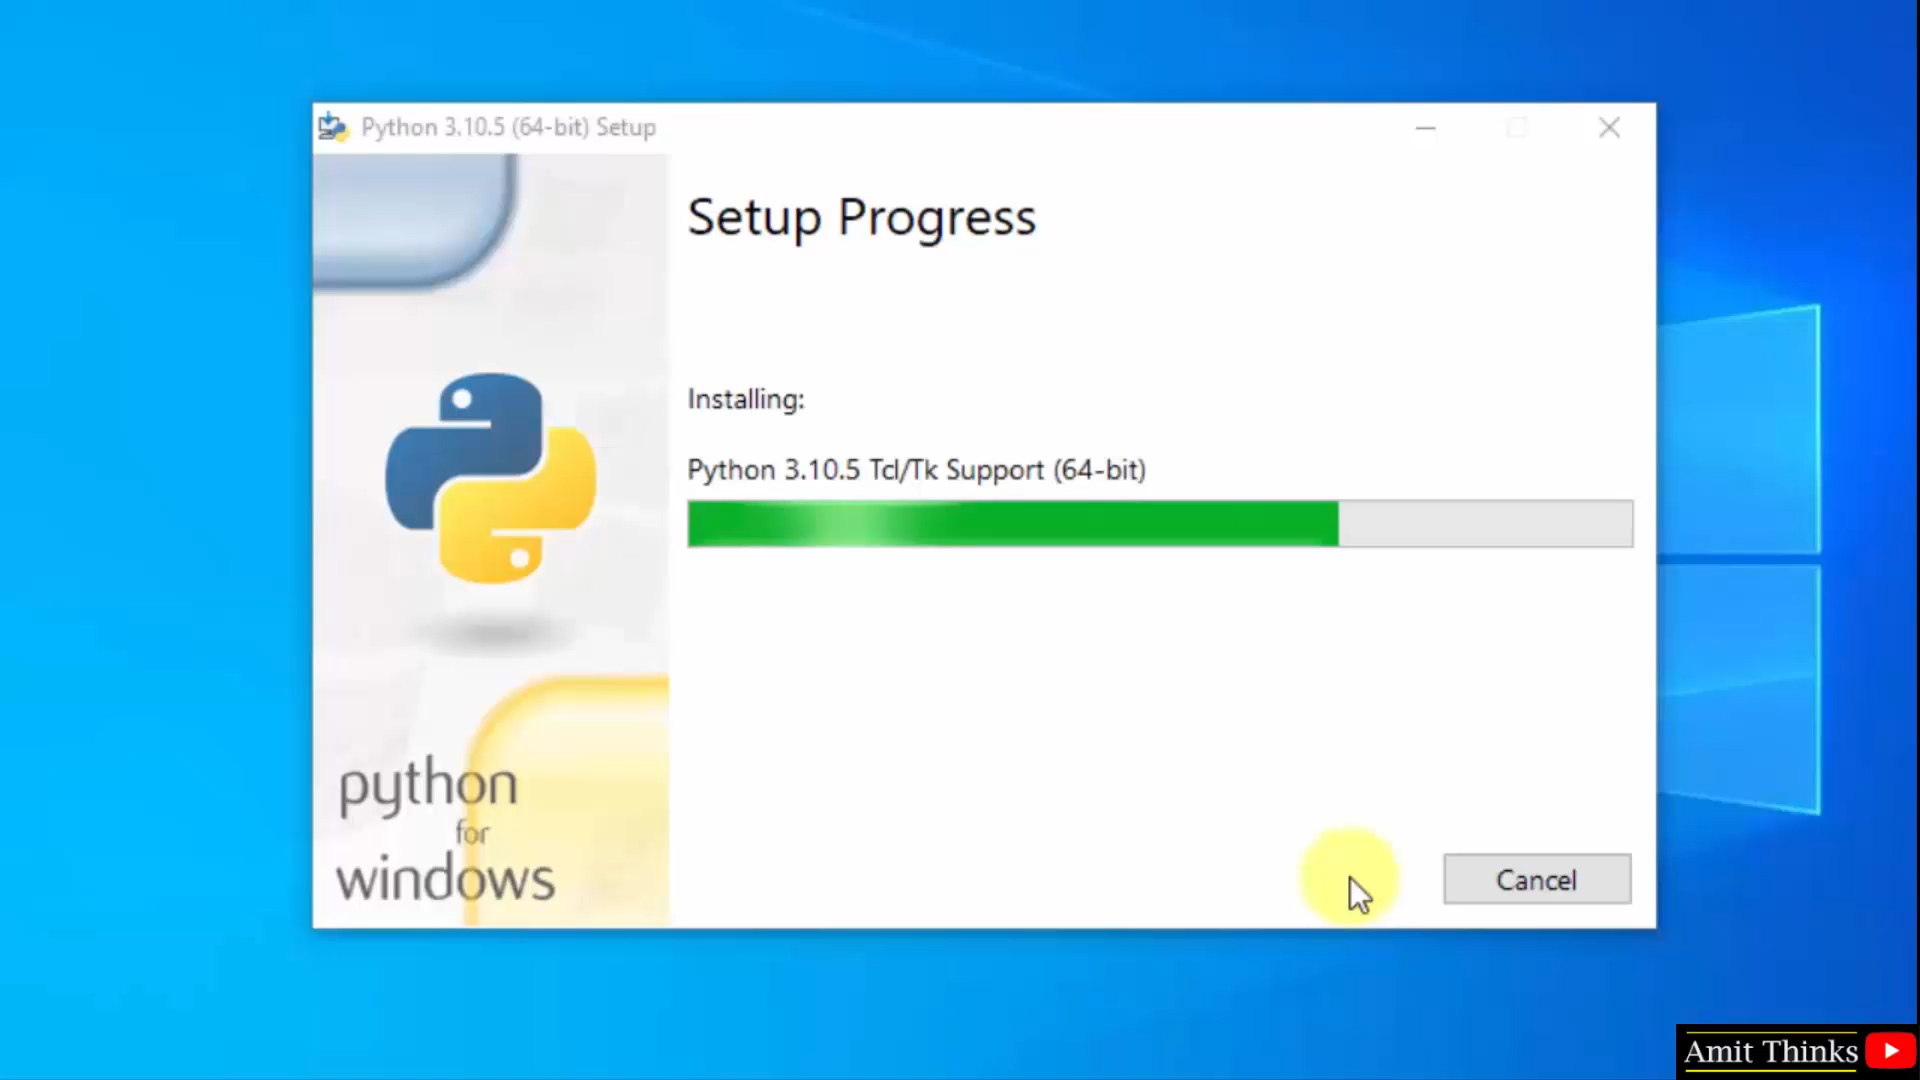 Python 3.10.5 (64-bit) Setup
Setup Progress
Installing:
Python 3.10.5 Tcl/Tk Support (64-bit)
python
for
windows
Cancel
Amit Thinks